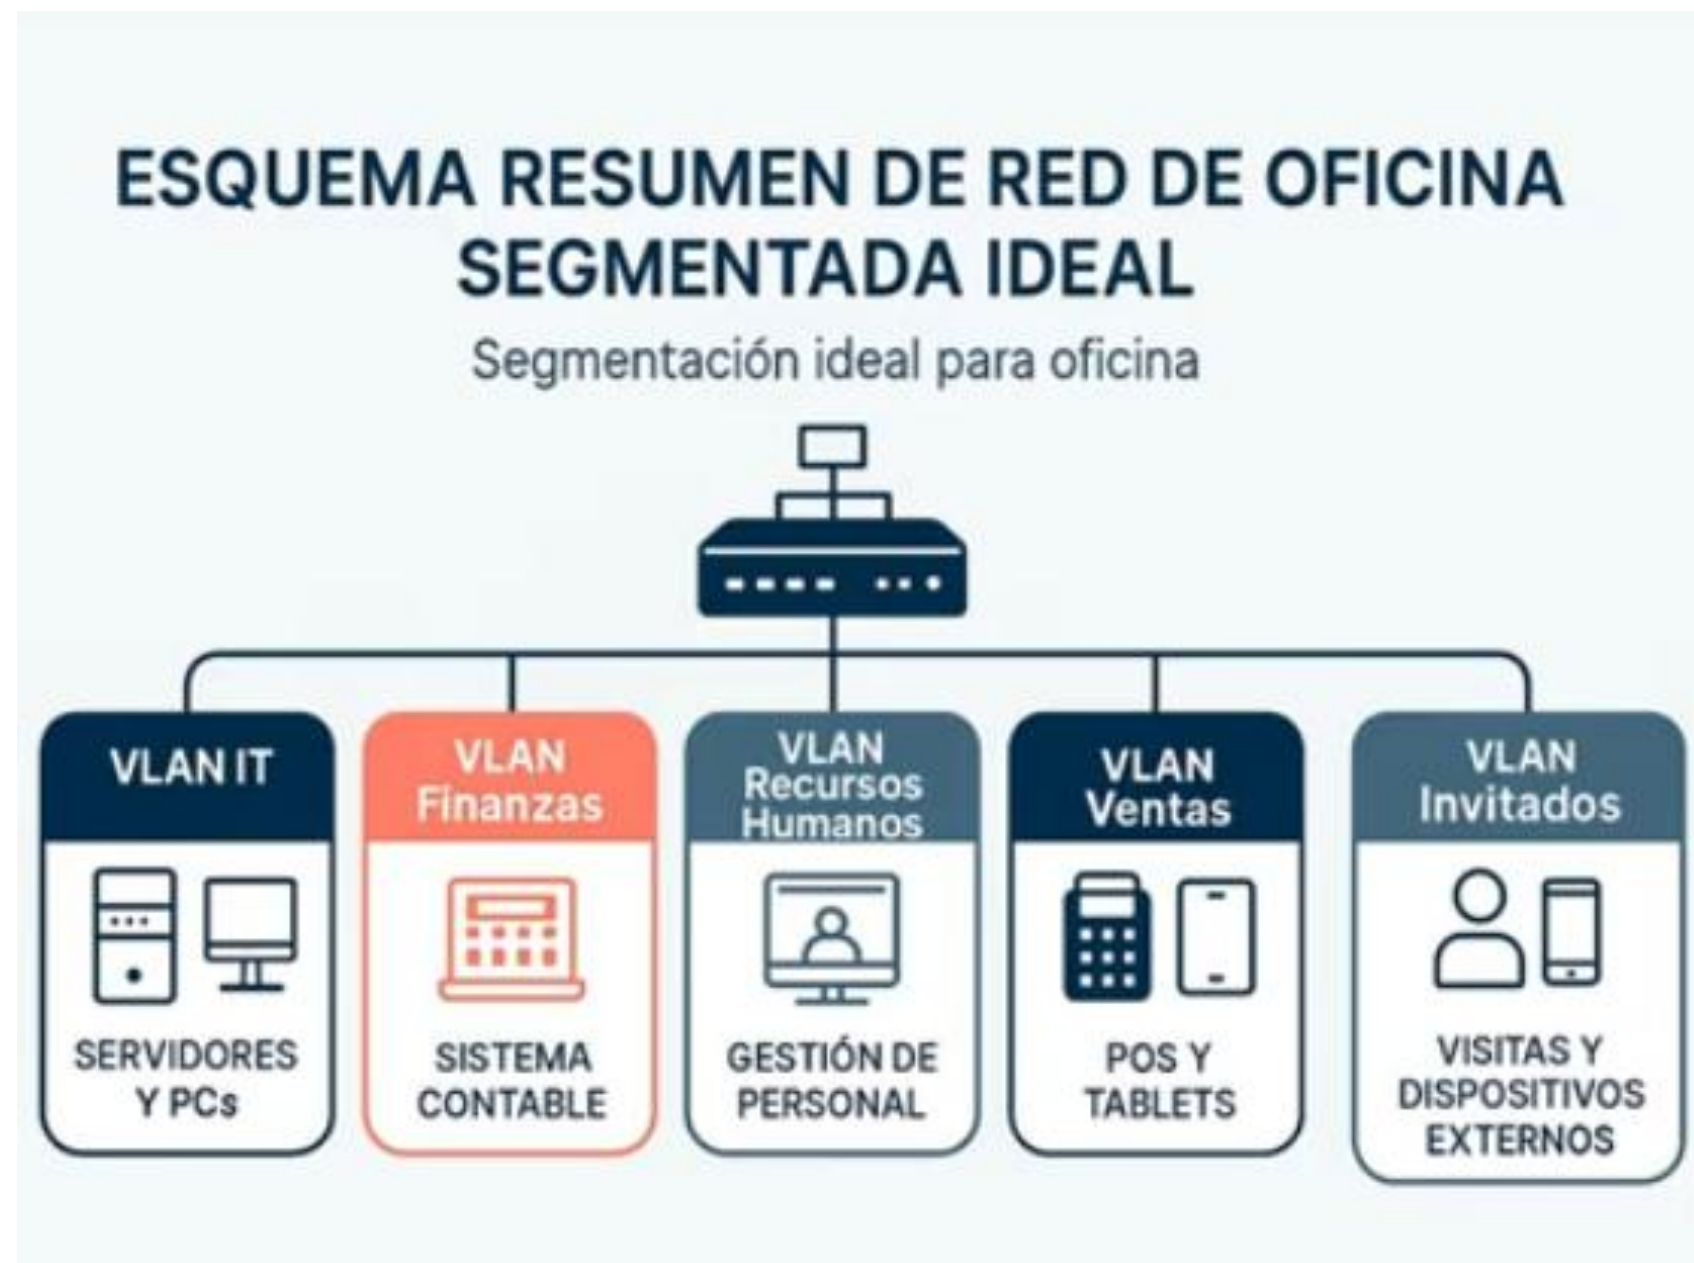 ESQUEMA RESUMEN DE RED DE OFICINA
SEGMENTADA IDEAL
Segmentación ideal para oficina
VLAN IT
SERVIDORES
Y PCs
VLAN
Finanzas
SISTEMA
CONTABLE
VLAN
Recursos
Humanos
GESTIÓN DE
PERSONAL
VLAN
Ventas
POS Y
TABLETS
VLAN
Invitados
VISITAS Y
DISPOSITIVOS
EXTERNOS